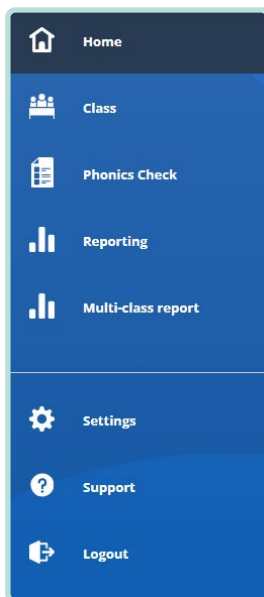 Home
Class
Phonics Check
Reporting
Multi-class report
Settings
Support
Logout